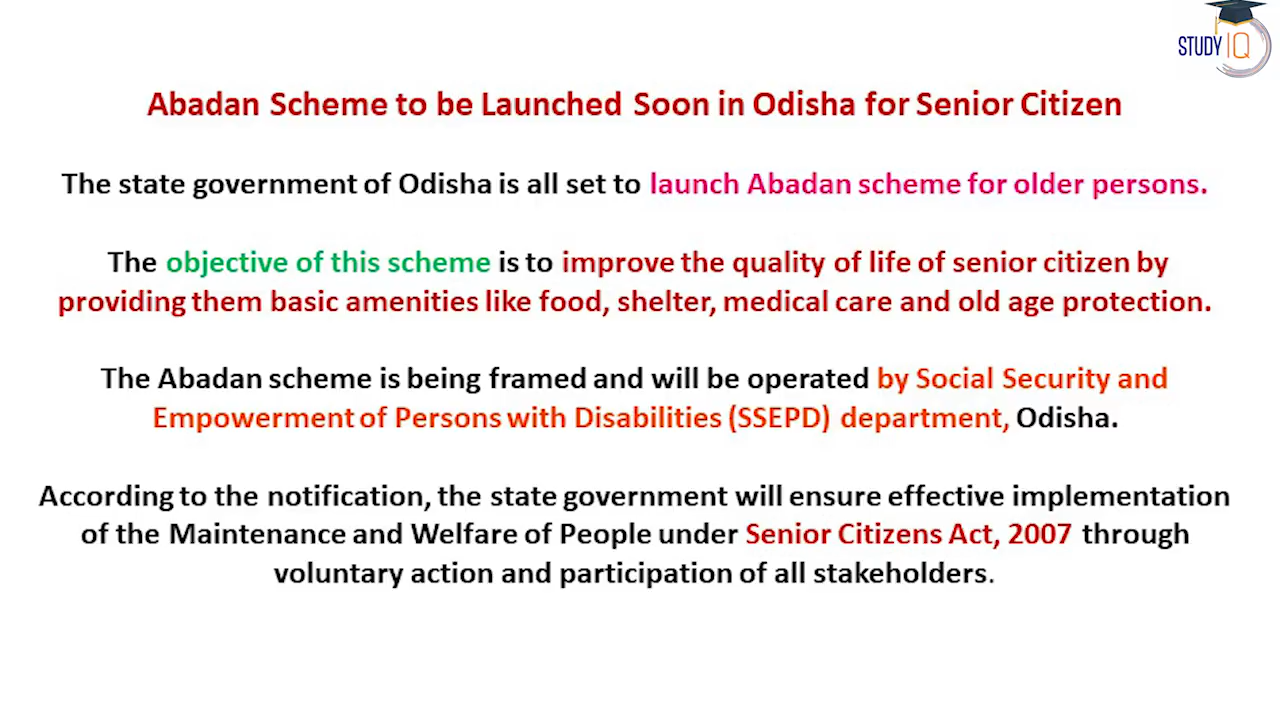 STUDY IQ
Abadan Scheme to be Launched Soon in Odisha for Senior Citizen
The state government of Odisha is all set to launch Abadan scheme for older persons.
The objective of this scheme is to improve the quality of life of senior citizen by
providing them basic amenities like food, shelter, medical care and old age protection.
The Abadan scheme is being framed and will be operated by Social Security and
Empowerment of Persons with Disabilities (SSEPD) department, Odisha.
According to the notification, the state government will ensure effective implementation
of the Maintenance and Welfare of People under Senior Citizens Act, 2007 through
voluntary action and participation of all stakeholders.